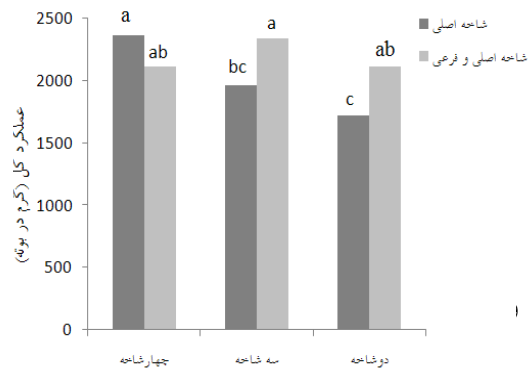 شاخه اصلی
شاخه اصلی و فرعی
عملکرد کل (گرم در بوته)
2500
2000
1500
1000
500
0
a
ab
bc
a
c
ab
چهارشاخه
سه شاخه
دوشاخه